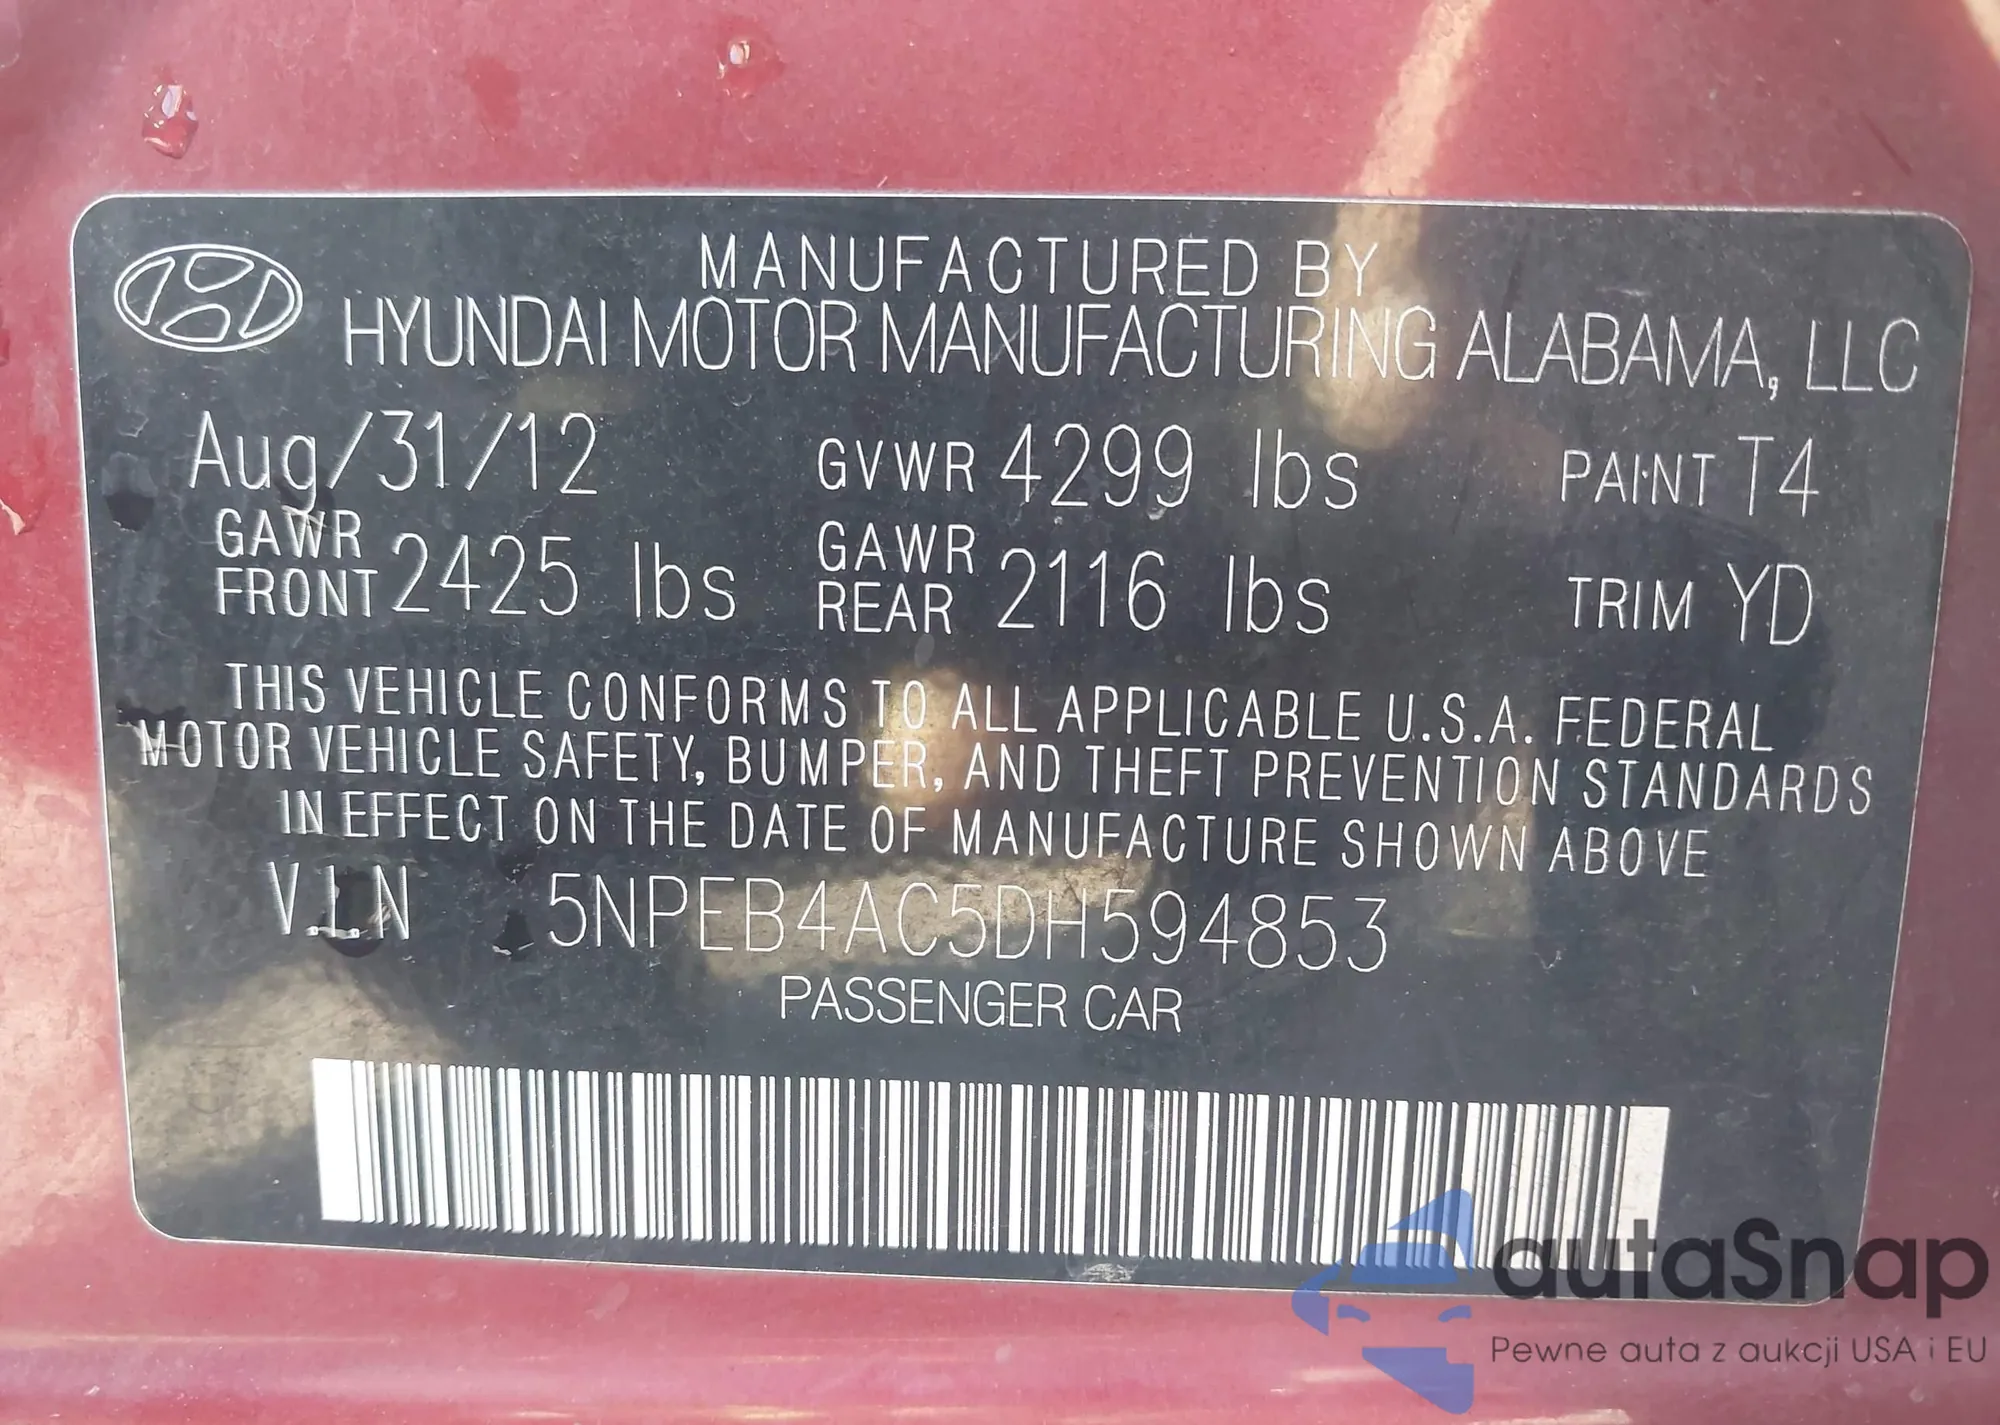 MANUFACTURED BY
HYUNDAI MOTOR MANUFACTURING ALABAMA, LLC
Aug/31/12 GVWR 4299 lbs PAINT T4
GAWR FRONT 2425 lbs GAWR REAR 2116 lbs TRIM YD
THIS VEHICLE CONFORMS TO ALL APPLICABLE U.S.A. FEDERAL
MOTOR VEHICLE SAFETY, BUMPER, AND THEFT PREVENTION STANDARDS
IN EFFECT ON THE DATE OF MANUFACTURE SHOWN ABOVE
V.I.N 5NPEB4AC5DH594853
PASSENGER CAR
autaSnap
Pewne auta z aukcji USA i EU